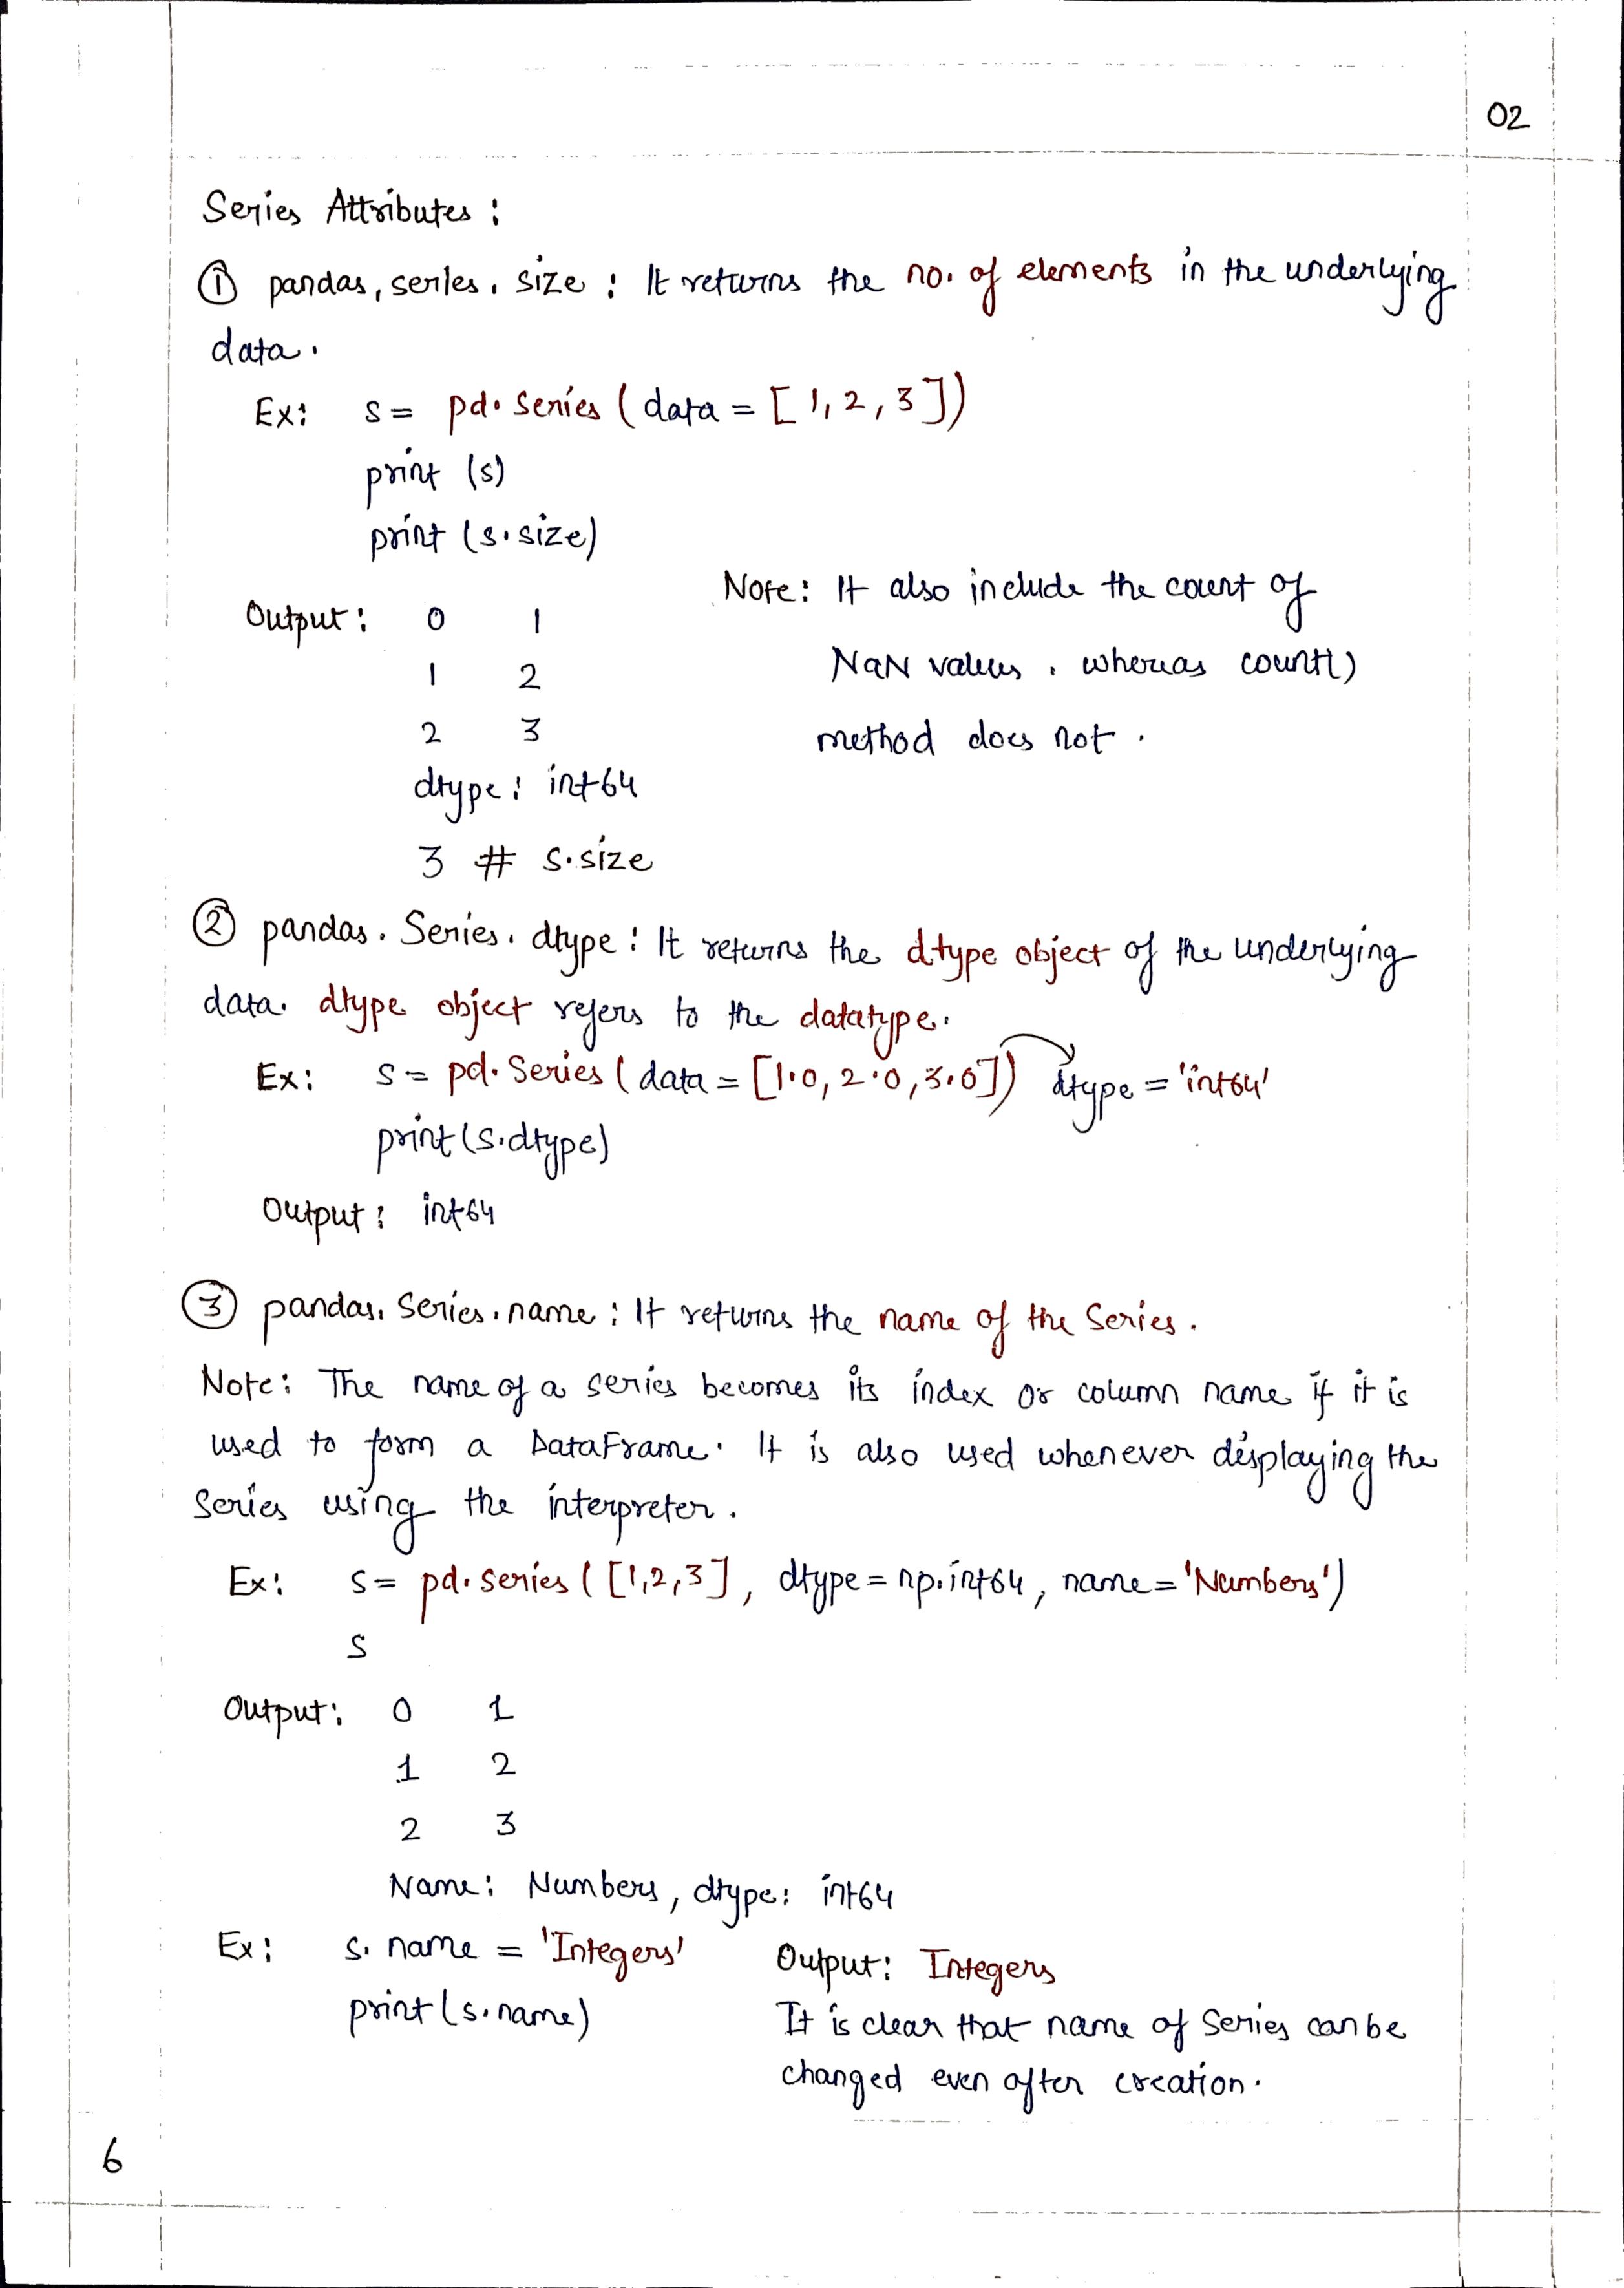 02
Series Attributes :
① pandas, series. size : It returns the no. of elements in the underlying
data.
Ex: s = pd. series ( data = [ 1, 2, 3 ])
print (s)
print (s.size)
Output: 0 1
1 2
2 3
dtype: int64
3 # s.size
Note: It also include the count of
NaN values, whereas count()
method does not.
② pandas. Series. dtype : It returns the dtype object of the underlying
data. dtype object refers to the datatype.
Ex: s = pd. Series ( data = [1.0, 2.0, 3.0]) dtype = 'int64'
print(s.dtype)
Output: int64
③ pandas. Series. name : It returns the name of the Series.
Note: The name of a series becomes its index or column name if it is
used to form a DataFrame. It is also used whenever displaying the
Series using the interpreter.
Ex: s = pd. series ( [1,2,3], dtype = np.int64, name = 'Numbers')
s
Output: 0 1
1 2
2 3
Name: Numbers, dtype: int64
Ex: s. name = 'Integers'
print(s.name)
Output: Integers
It is clear that name of Series can be
changed even after creation.
6